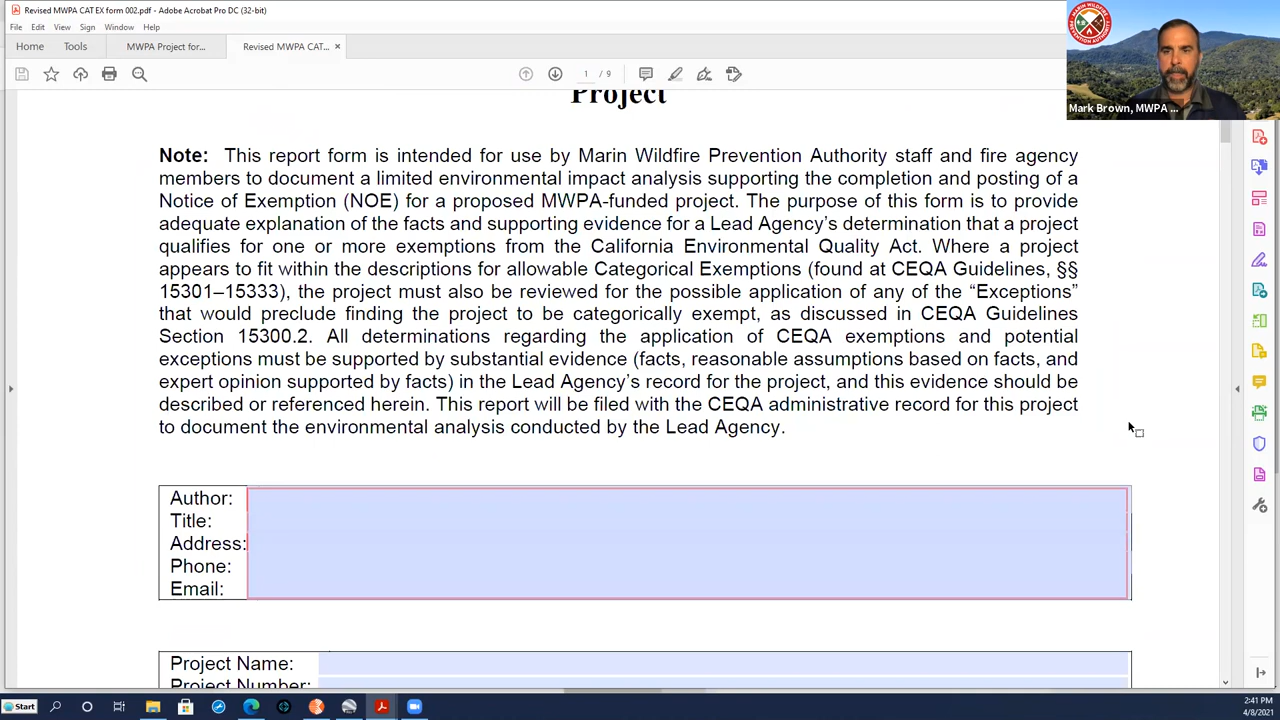 Revised MWPA CAT EX form 002.pdf - Adobe Acrobat Pro DC (32-bit)
File Edit View Sign Window Help
Home Tools MWPA Project for... Revised MWPA CAT... ×
1 / 9
Project
Note: This report form is intended for use by Marin Wildfire Prevention Authority staff and fire agency
members to document a limited environmental impact analysis supporting the completion and posting of a
Notice of Exemption (NOE) for a proposed MWPA-funded project. The purpose of this form is to provide
adequate explanation of the facts and supporting evidence for a Lead Agency’s determination that a project
qualifies for one or more exemptions from the California Environmental Quality Act. Where a project
appears to fit within the descriptions for allowable Categorical Exemptions (found at CEQA Guidelines, §§
15301–15333), the project must also be reviewed for the possible application of any of the “Exceptions”
that would preclude finding the project to be categorically exempt, as discussed in CEQA Guidelines
Section 15300.2. All determinations regarding the application of CEQA exemptions and potential
exceptions must be supported by substantial evidence (facts, reasonable assumptions based on facts, and
expert opinion supported by facts) in the Lead Agency’s record for the project, and this evidence should be
described or referenced herein. This report will be filed with the CEQA administrative record for this project
to document the environmental analysis conducted by the Lead Agency.
Author:
Title:
Address:
Phone:
Email:
Project Name:
Project Number:
MARIN WILDFIRE
PREVENTION AUTHORITY
Mark Brown, MWPA ...
Start
2:41 PM
4/8/2021